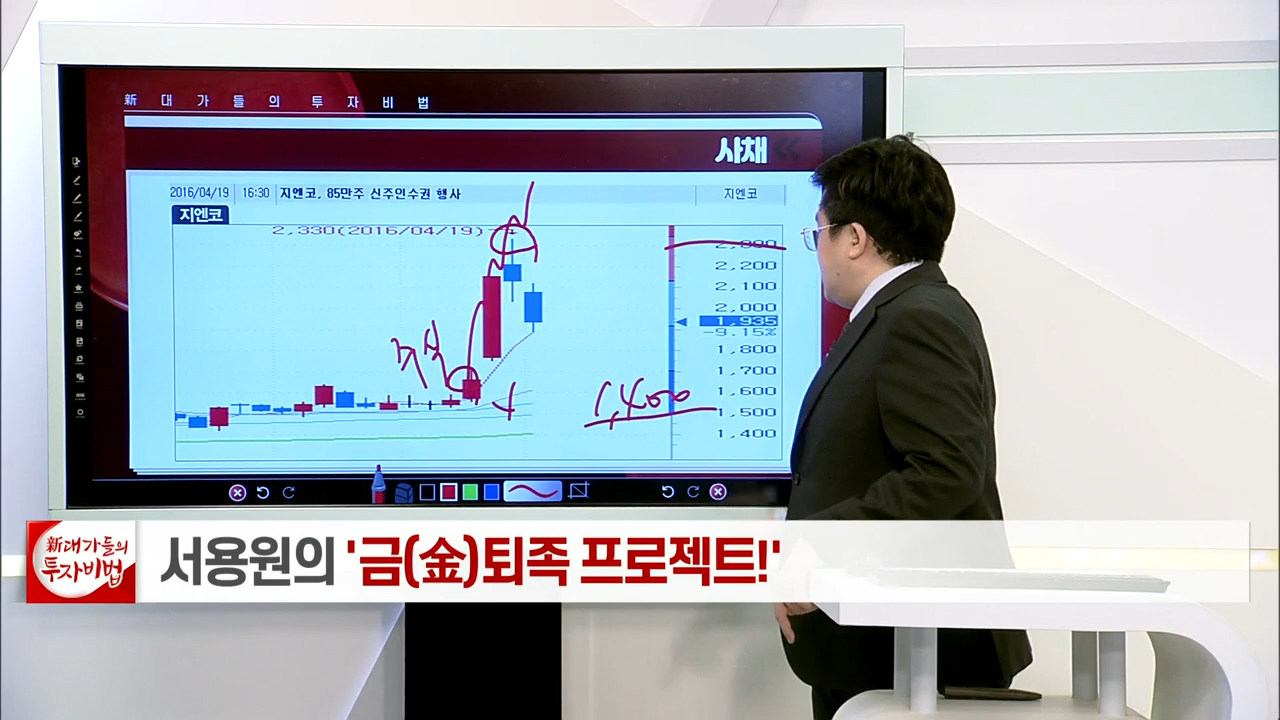 新 대 가 들 의 투 자 비 법
사채
2016/04/19 16:30 지엔코, 85만주 신주인수권 행사 지엔코
지엔코
2,330(2016/04/19)
2,200
2,100
2,000
1,935
-9.15%
1,800
1,700
1,600
1,500
1,400
1,400
新대가들의
투자비법
서용원의 '금(金)퇴족 프로젝트!'